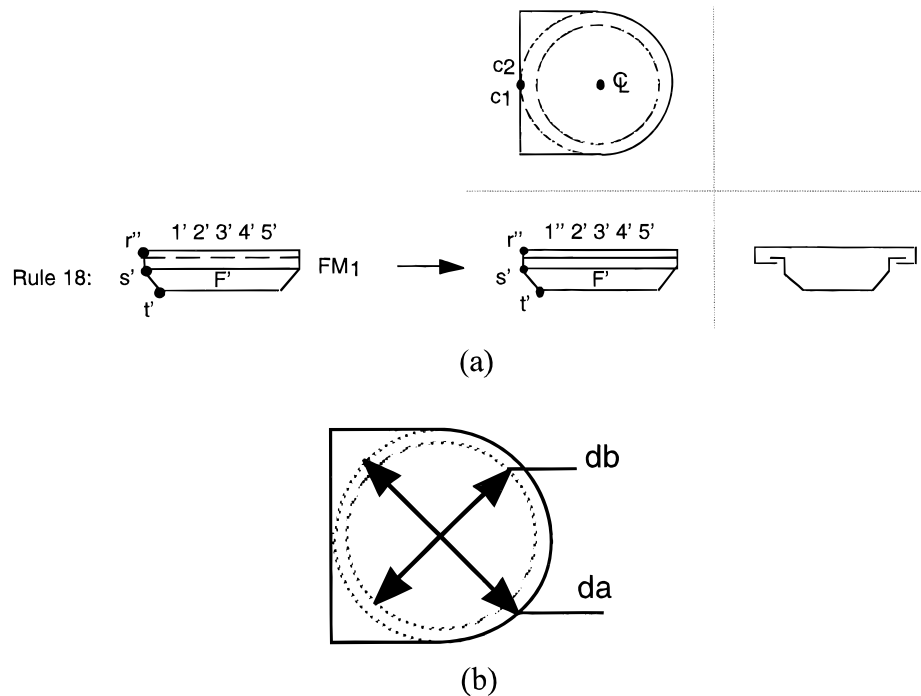 c2
c1
℄
r'' 1' 2' 3' 4' 5'
Rule 18: s' F' FM1
t'
r'' 1'' 2' 3' 4' 5'
s' F'
t'
(a)
db
da
(b)